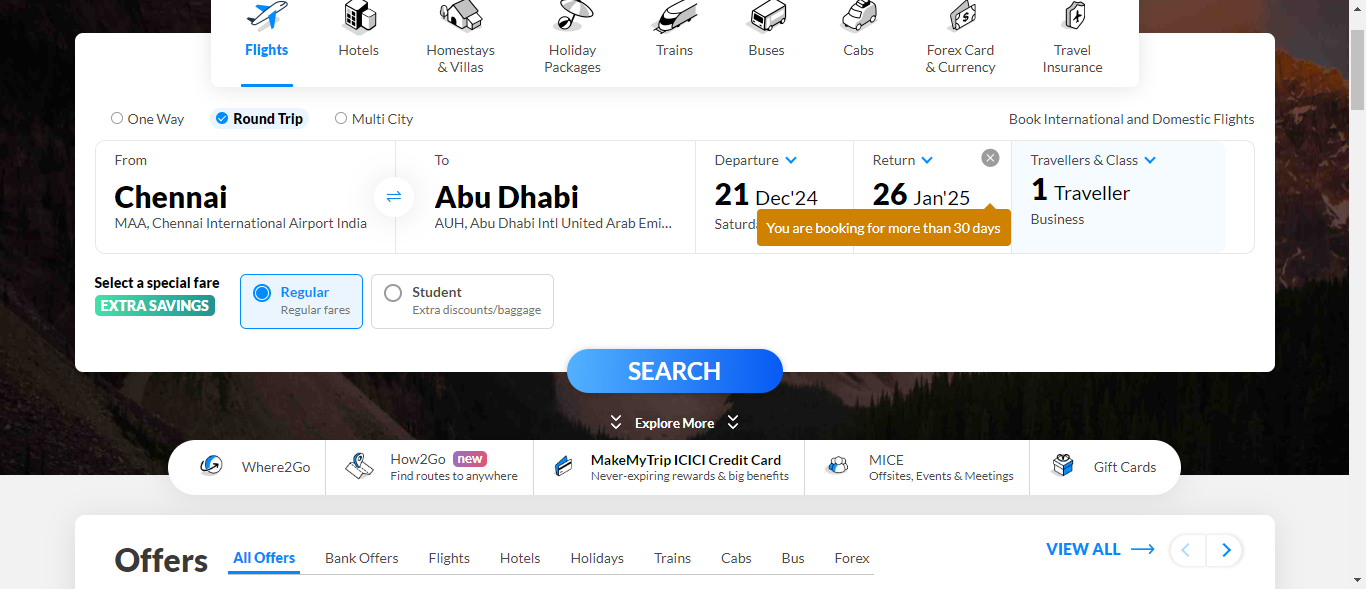 Flights
Hotels
Homestays
& Villas
Holiday
Packages
Trains
Buses
Cabs
Forex Card
& Currency
Travel
Insurance
One Way
Round Trip
Multi City
Book International and Domestic Flights
From
Chennai
MAA, Chennai International Airport India
To
Abu Dhabi
AUH, Abu Dhabi Intl United Arab Emi...
Departure
21 Dec'24
Return
26 Jan'25
You are booking for more than 30 days
Travellers & Class
1 Traveller
Business
Select a special fare
EXTRA SAVINGS
Regular
Regular fares
Student
Extra discounts/baggage
SEARCH
Explore More
Where2Go
How2Go new
Find routes to anywhere
MakeMyTrip ICICI Credit Card
Never-expiring rewards & big benefits
MICE
Offsites, Events & Meetings
Gift Cards
Offers
All Offers
Bank Offers
Flights
Hotels
Holidays
Trains
Cabs
Bus
Forex
VIEW ALL